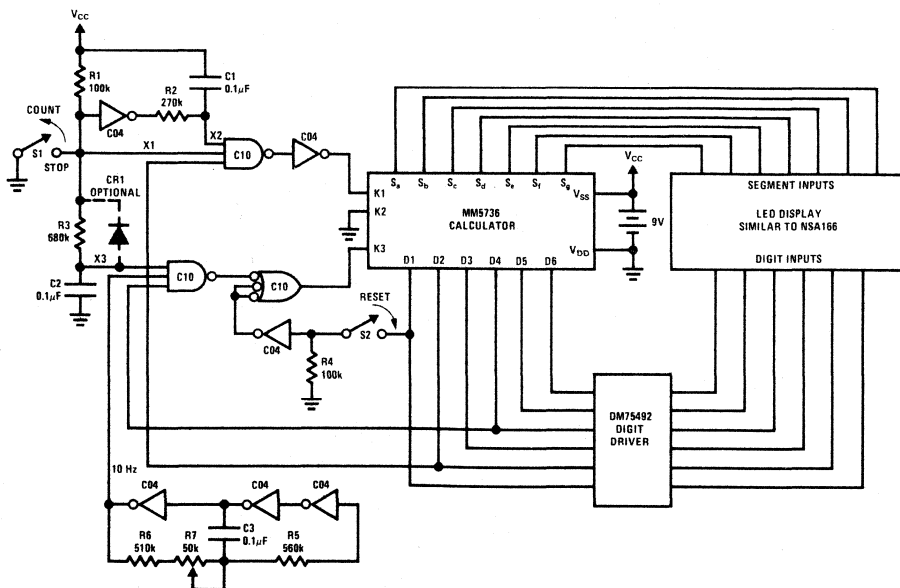 VCC
R1
100k
C1
0.1μF
R2
270k
COUNT
C04
X2
C04
S1
STOP
X1
C10
CR1
OPTIONAL
R3
680k
X3
C2
0.1μF
C10
C10
RESET
C04
S2
R4
100k
Sa Sb Sc Sd Se Sf Sg
K1
K2
K3
MM5736
CALCULATOR
VSS
VDD
D1 D2 D3 D4 D5 D6
VCC
9V
SEGMENT INPUTS
LED DISPLAY
SIMILAR TO NSA166
DIGIT INPUTS
DM75492
DIGIT
DRIVER
10 Hz
C04
C04
C04
C3
0.1μF
R6
510k
R7
50k
R5
560k